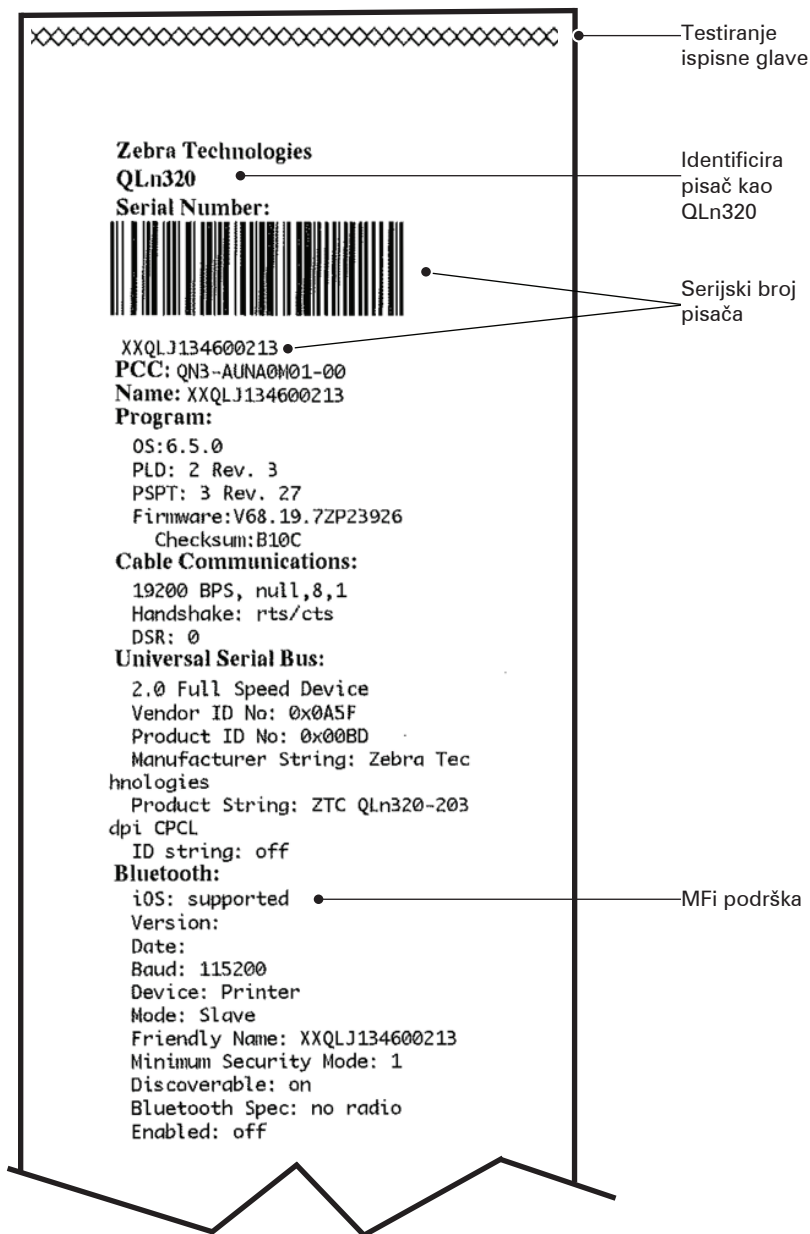 Zebra Technologies
QLn320
Serial Number:
XXQLJ134600213
PCC: QN3-AUNA0M01-00
Name: XXQLJ134600213
Program:
OS:6.5.0
PLD: 2 Rev. 3
PSPT: 3 Rev. 27
Firmware:V68.19.7ZP23926
Checksum:B10C
Cable Communications:
19200 BPS, null,8,1
Handshake: rts/cts
DSR: 0
Universal Serial Bus:
2.0 Full Speed Device
Vendor ID No: 0x0A5F
Product ID No: 0x00BD
Manufacturer String: Zebra Tec
hnologies
Product String: ZTC QLn320-203
dpi CPCL
ID string: off
Bluetooth:
iOS: supported
Version:
Date:
Baud: 115200
Device: Printer
Mode: Slave
Friendly Name: XXQLJ134600213
Minimum Security Mode: 1
Discoverable: on
Bluetooth Spec: no radio
Enabled: off
Testiranje
ispisne glave
Identificira
pisač kao
QLn320
Serijski broj
pisača
MFi podrška